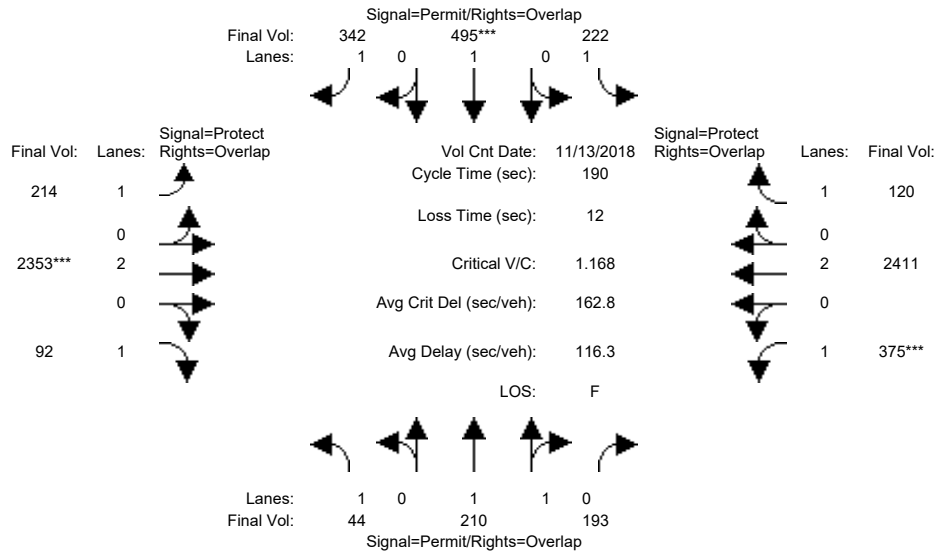 Signal=Permit/Rights=Overlap
Final Vol: 342 495*** 222
Lanes: 1 0 1 0 1
Signal=Protect Signal=Protect
Final Vol: Lanes: Rights=Overlap Vol Cnt Date: 11/13/2018 Rights=Overlap Lanes: Final Vol:
Cycle Time (sec): 190
214 1 1 120
Loss Time (sec): 12
0 0
2353*** 2 Critical V/C: 1.168 2 2411
0 Avg Crit Del (sec/veh): 162.8 0
92 1 Avg Delay (sec/veh): 116.3 1 375***
LOS: F
Lanes: 1 0 1 1 0
Final Vol: 44 210 193
Signal=Permit/Rights=Overlap